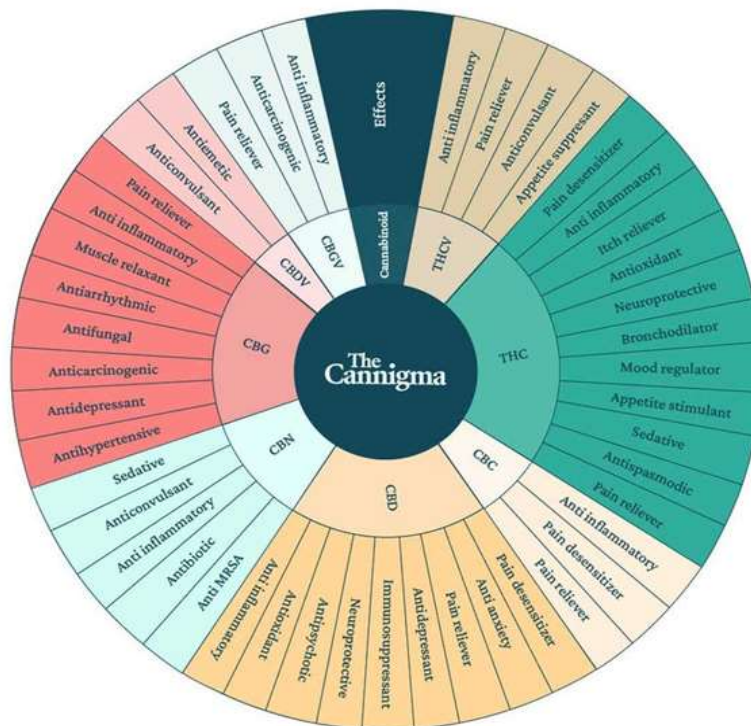 The
Cannigma
Cannabinoid
Effects
THCV
Anti inflammatory
Pain reliever
Anticonvulsant
Appetite suppresant
THC
Pain desensitizer
Anti inflammatory
Itch reliever
Antioxidant
Neuroprotective
Bronchodilator
Mood regulator
Appetite stimulant
Sedative
Antispasmodic
Pain reliever
CBC
Anti inflammatory
Pain desensitizer
Pain reliever
CBD
Pain desensitizer
Anti anxiety
Pain reliever
Antidepressant
Immunosuppressant
Neuroprotective
Antipsychotic
Antioxidant
Anti inflammatory
CBN
Anti MRSA
Antibiotic
Anti inflammatory
Anticonvulsant
Sedative
CBG
Antihypertensive
Antidepressant
Anticarcinogenic
Antifungal
Antiarrhythmic
Muscle relaxant
Anti inflammatory
Pain reliever
CBDV
Anticonvulsant
Antiemetic
CBGV
Pain reliever
Anticarcinogenic
Anti inflammatory